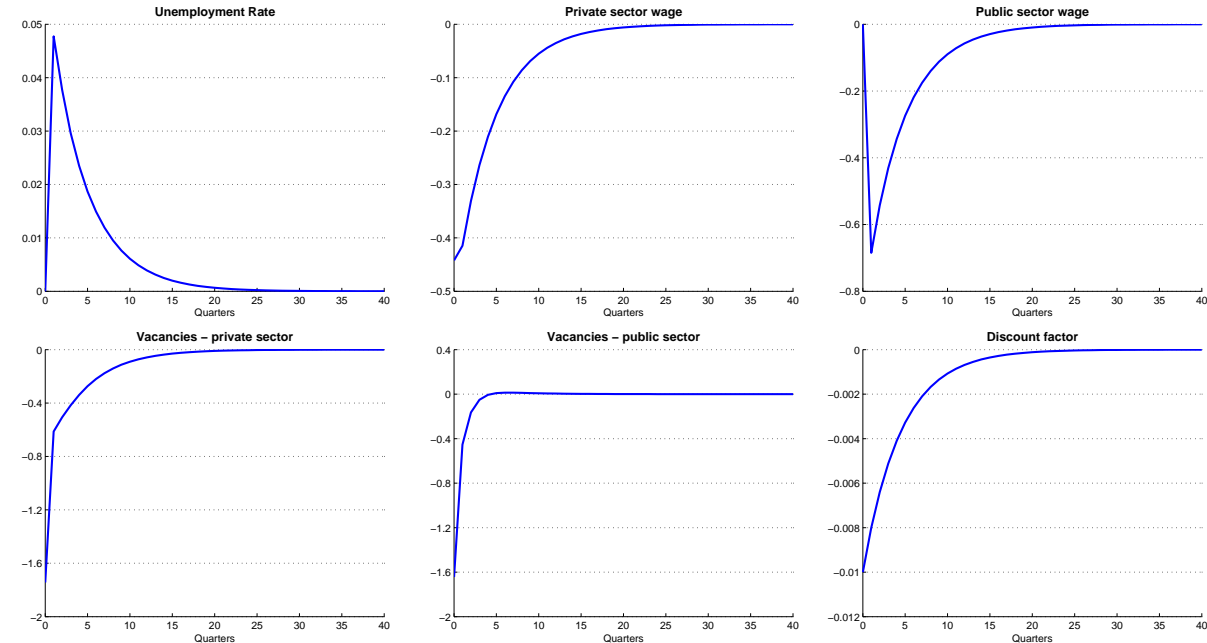 Unemployment Rate
0.05
0.04
0.03
0.02
0.01
0
0 5 10 15 20 25 30 35 40
Quarters
Private sector wage
0
−0.1
−0.2
−0.3
−0.4
−0.5
0 5 10 15 20 25 30 35 40
Quarters
Public sector wage
0
−0.2
−0.4
−0.6
−0.8
0 5 10 15 20 25 30 35 40
Quarters
Vacancies − private sector
0
−0.4
−0.8
−1.2
−1.6
−2
0 5 10 15 20 25 30 35 40
Quarters
Vacancies − public sector
0.4
0
−0.4
−0.8
−1.2
−1.6
−2
0 5 10 15 20 25 30 35 40
Quarters
Discount factor
0
−0.002
−0.004
−0.006
−0.008
−0.01
−0.012
0 5 10 15 20 25 30 35 40
Quarters